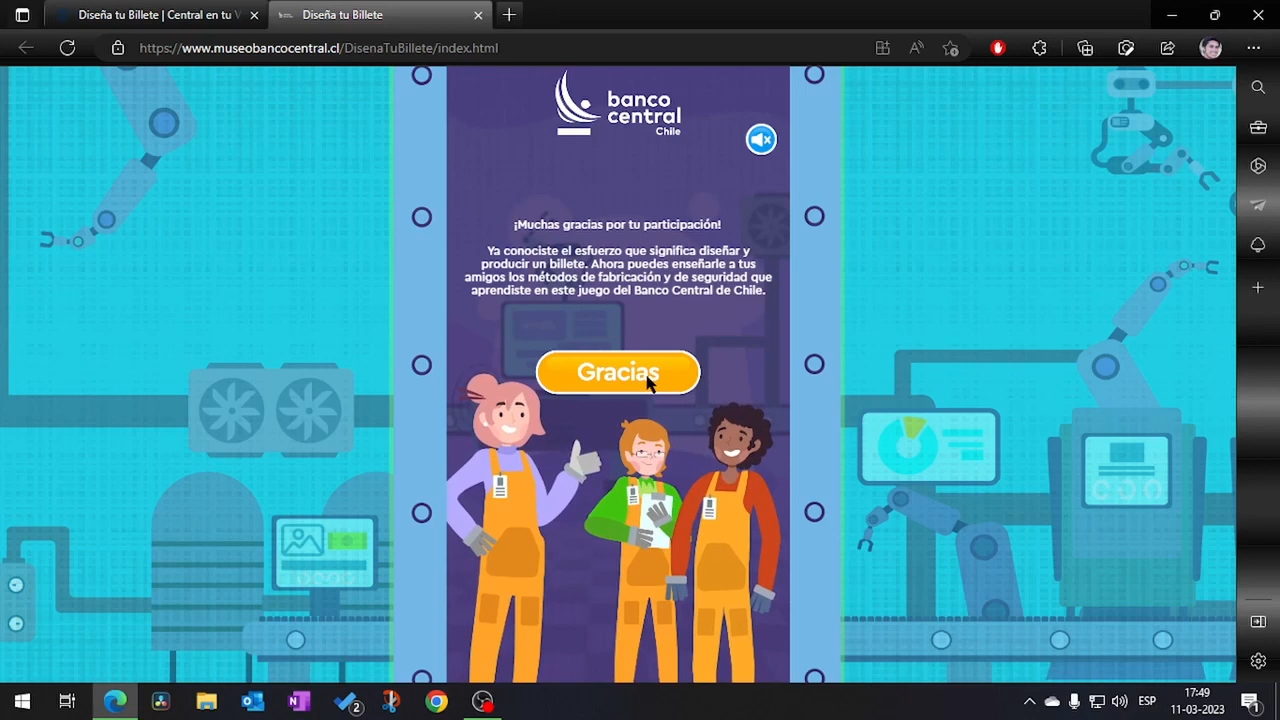 Diseña tu Billete | Central en tu V
Diseña tu Billete
https://www.museobancocentral.cl/DisenaTuBillete/index.html
banco
central
Chile
¡Muchas gracias por tu participación!
Ya conociste el esfuerzo que significa diseñar y
producir un billete. Ahora puedes enseñarle a tus
amigos los métodos de fabricación y de seguridad que
aprendiste en este juego del Banco Central de Chile.
Gracias
2
ESP
17:49
11-03-2023
1